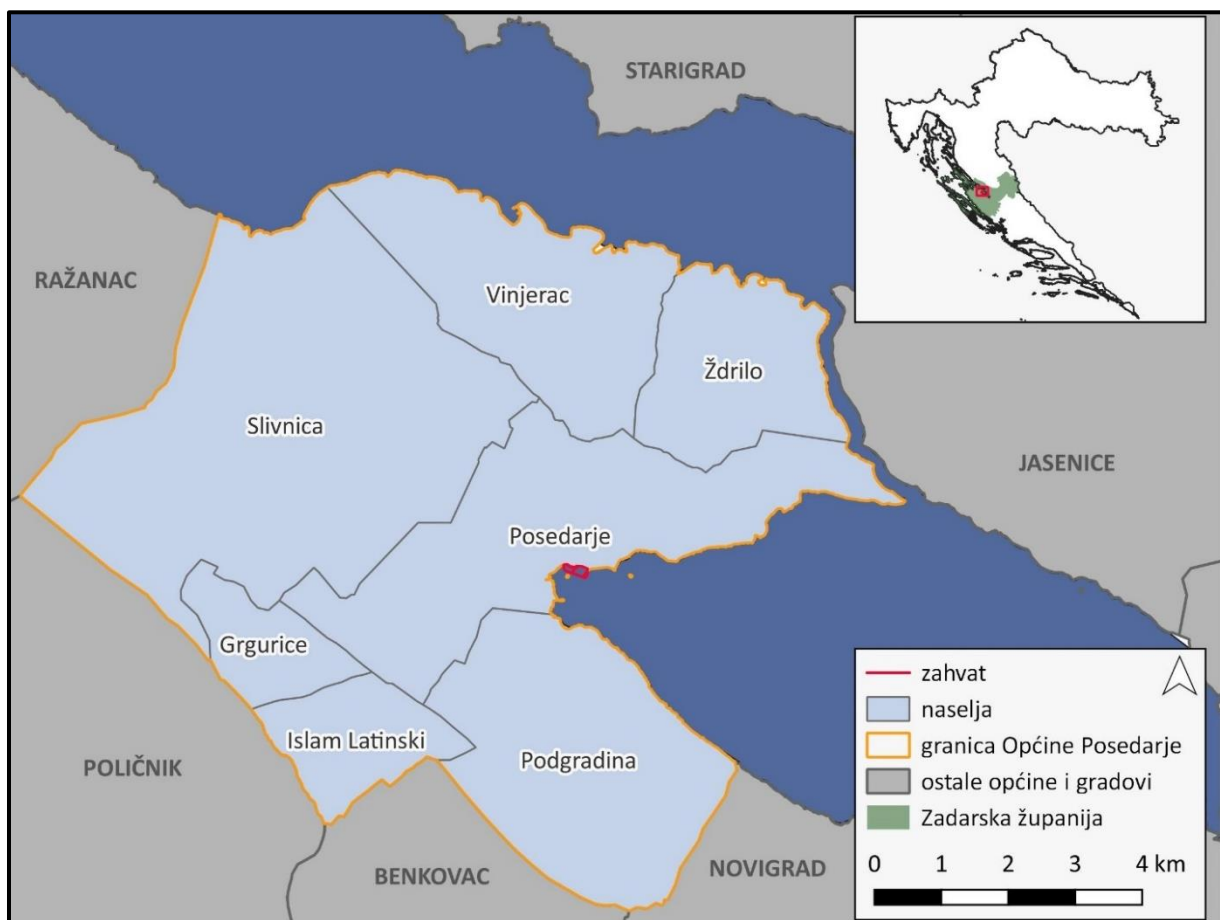 STARIGRAD
RAŽANAC
Vinjerac
Ždrilo
Slivnica
JASENICE
Posedarje
Grgurice
Islam Latinski
Podgradina
POLIČNIK
BENKOVAC
NOVIGRAD
zahvat
naselja
granica Općine Posedarje
ostale općine i gradovi
Zadarska županija
0 1 2 3 4 km